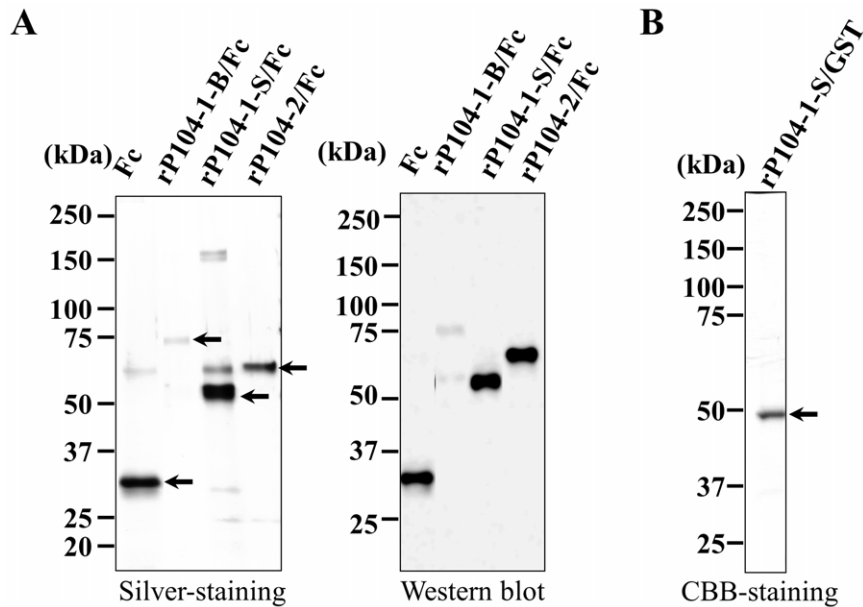 A
B
(kDa)
Fc
rP104-1-B/Fc
rP104-1-S/Fc
rP104-2/Fc
250
150
100
75
50
37
25
20
Silver-staining
(kDa)
Fc
rP104-1-B/Fc
rP104-1-S/Fc
rP104-2/Fc
250
150
100
75
50
37
25
Western blot
(kDa)
rP104-1-S/GST
250
150
100
75
50
37
25
CBB-staining